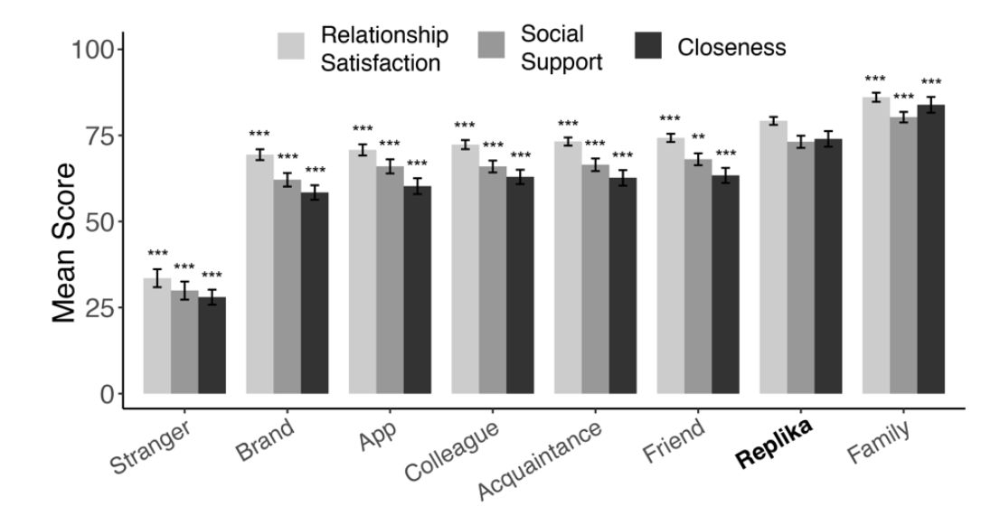 Relationship
Satisfaction
Social
Support
Closeness
Mean Score
100
75
50
25
0
*** *** ***
*** *** ***
*** *** ***
*** *** ***
*** *** ***
*** ** ***
*** *** ***
Stranger
Brand
App
Colleague
Acquaintance
Friend
Replika
Family